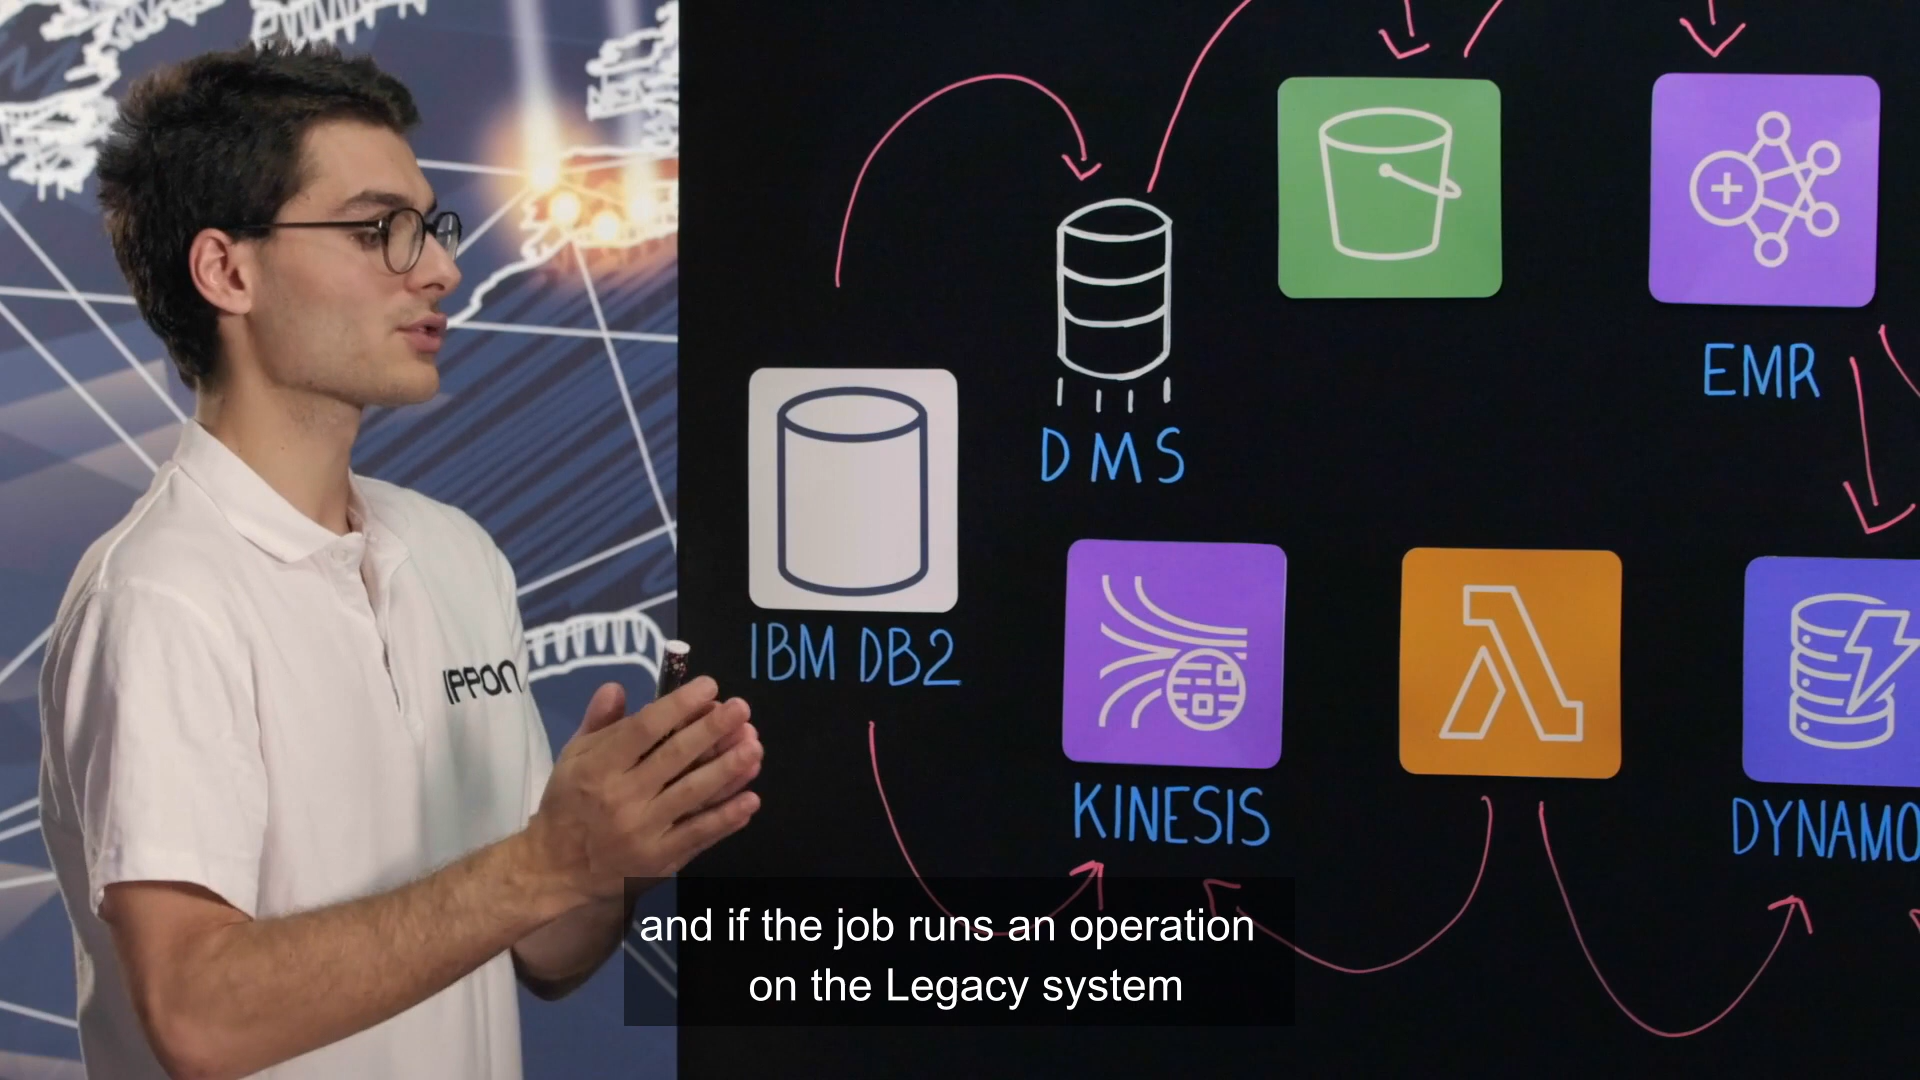 IPPON
DMS
EMR
IBM DB2
KINESIS
DYNAMO
and if the job runs an operation
on the Legacy system